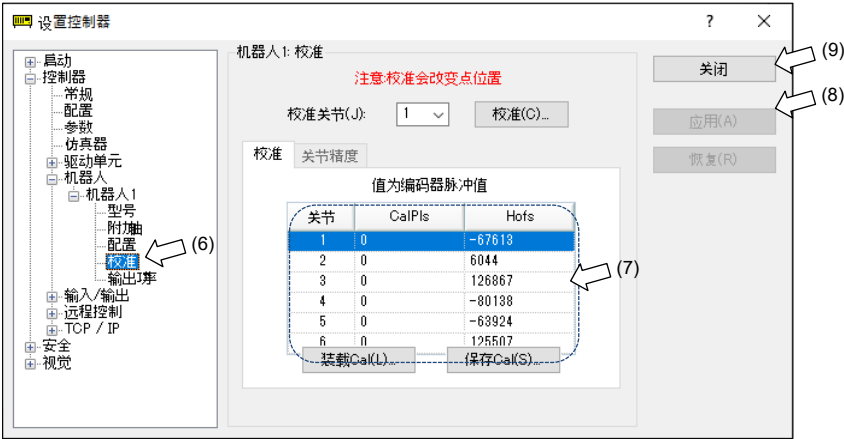 设置控制器
? ×
启动
控制器
常规
配置
参数
仿真器
驱动单元
机器人
机器人1
型号
附加轴
配置
校准
输出功率
输入/输出
远程控制
TCP / IP
安全
视觉
(6)
机器人1: 校准
注意:校准会改变点位置
校准关节(J): 1 校准(C)...
校准 关节精度
值为编码器脉冲值
关节 CalPls Hofs
1 0 -67613
2 0 6044
3 0 126867
4 0 -80138
5 0 -63924
6 0 125507
(7)
装载Cal(L)... 保存Cal(S)...
关闭
(9)
应用(A)
(8)
恢复(R)